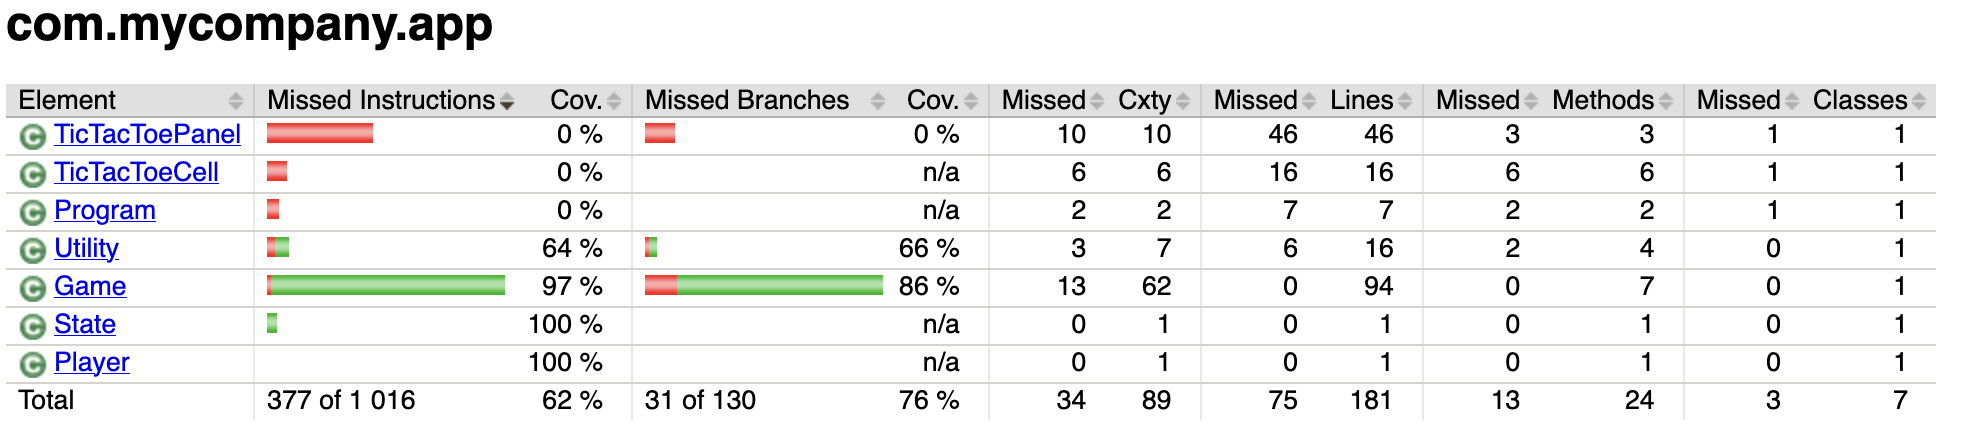 com.mycompany.app
Element Missed Instructions Cov. Missed Branches Cov. Missed Cxty Missed Lines Missed Methods Missed Classes
C TicTacToePanel 0 % 0 % 10 10 46 46 3 3 1 1
C TicTacToeCell 0 % n/a 6 6 16 16 6 6 1 1
C Program 0 % n/a 2 2 7 7 2 2 1 1
C Utility 64 % 66 % 3 7 6 16 2 4 0 1
C Game 97 % 86 % 13 62 0 94 0 7 0 1
C State 100 % n/a 0 1 0 1 0 1 0 1
C Player 100 % n/a 0 1 0 1 0 1 0 1
Total 377 of 1 016 62 % 31 of 130 76 % 34 89 75 181 13 24 3 7